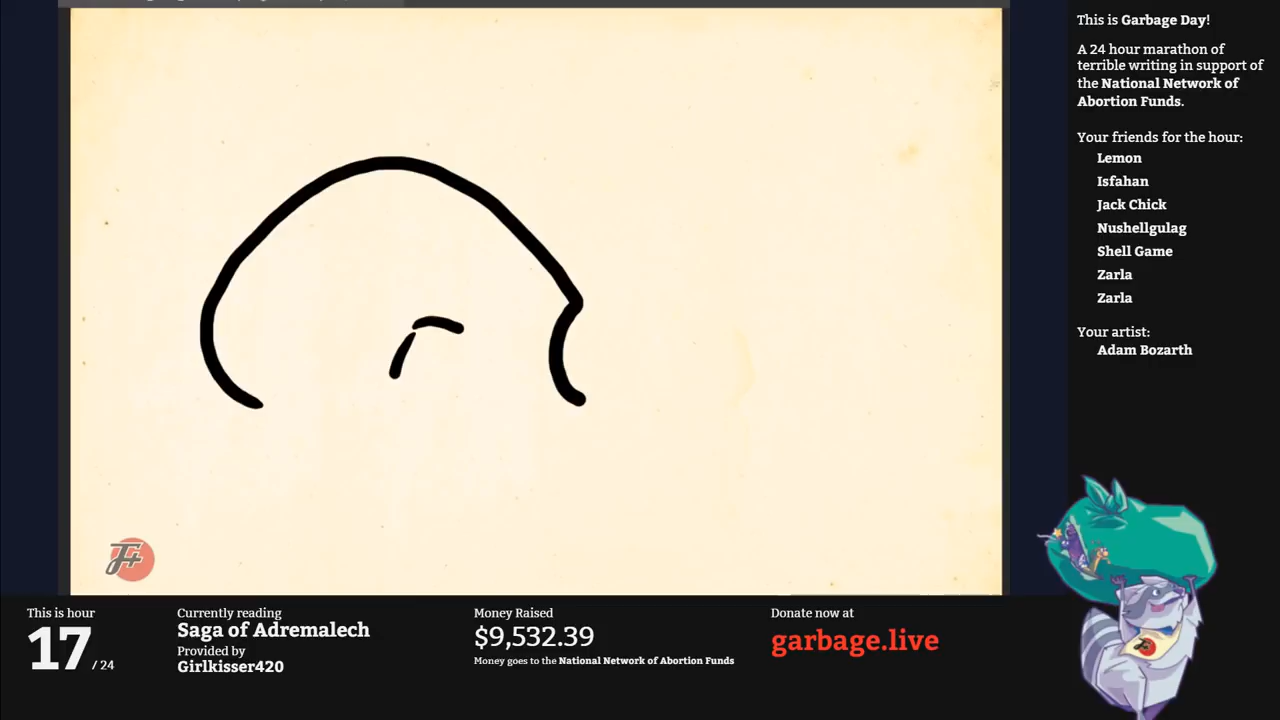 This is Garbage Day!
A 24 hour marathon of
terrible writing in support of
the National Network of
Abortion Funds.
Your friends for the hour:
Lemon
Isfahan
Jack Chick
Nushellgulag
Shell Game
Zarla
Zarla
Your artist:
Adam Bozarth
J+
This is hour
17 / 24
Currently reading
Saga of Adremalech
Provided by
Girlkisser420
Money Raised
$9,532.39
Money goes to the National Network of Abortion Funds
Donate now at
garbage.live